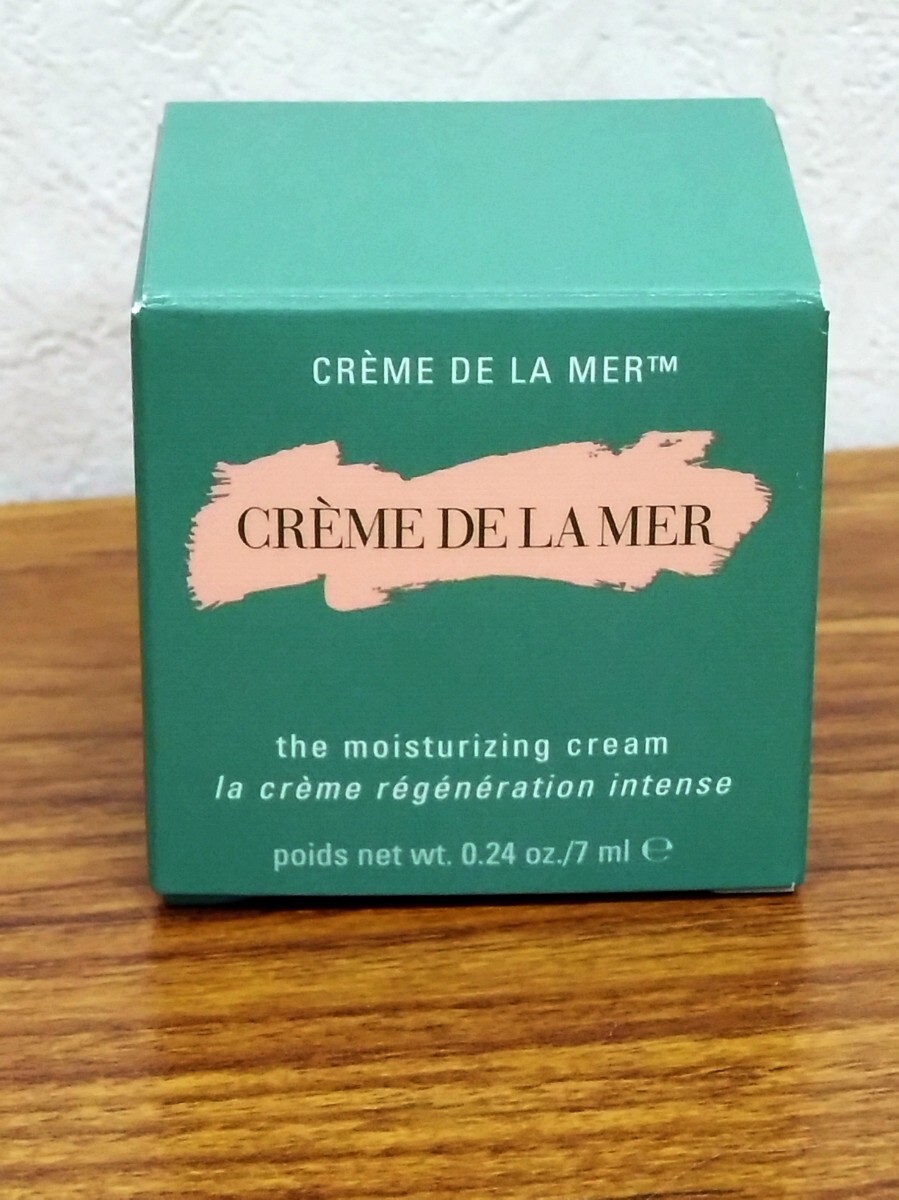 CRÈME DE LA MER™
CRÈME DE LA MER
the moisturizing cream
la crème régénération intense
poids net wt. 0.24 oz./7 ml ℮